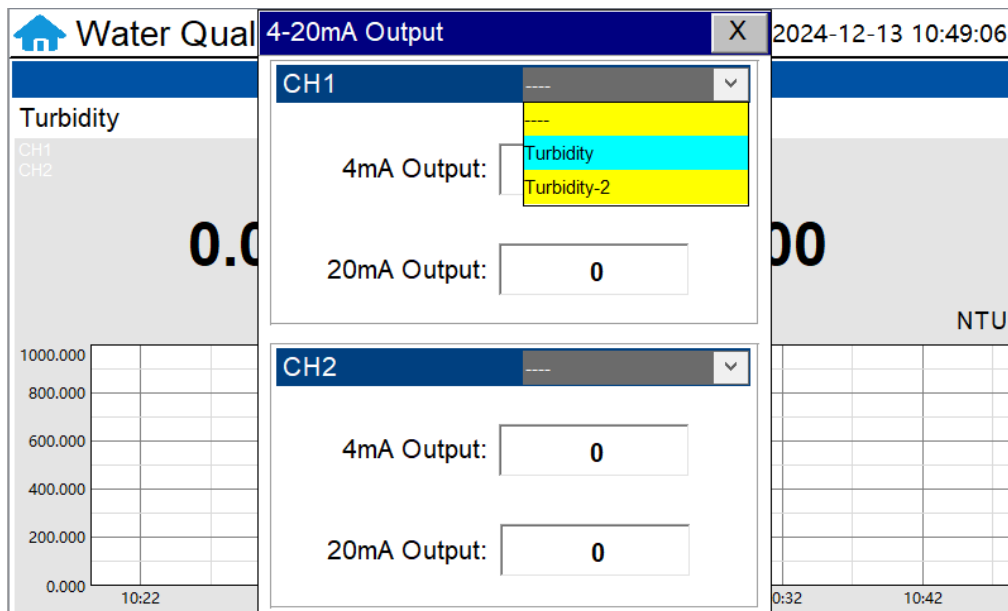 Water Qual
4-20mA Output
X
2024-12-13 10:49:06
CH1
----
----
Turbidity
Turbidity-2
4mA Output:
20mA Output:
0
CH2
----
4mA Output:
0
20mA Output:
0
Turbidity
CH1
CH2
0.0
00
NTU
1000.000
800.000
600.000
400.000
200.000
0.000
10:22
0:32
10:42